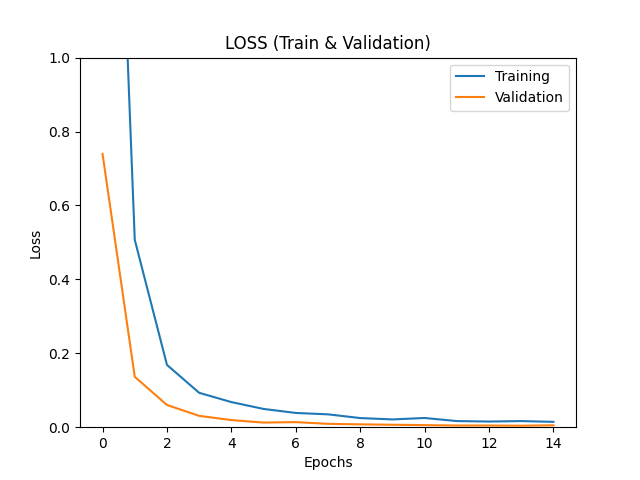 LOSS (Train & Validation)
1.0
0.8
0.6
0.4
0.2
0.0
Loss
Training
Validation
0 2 4 6 8 10 12 14
Epochs